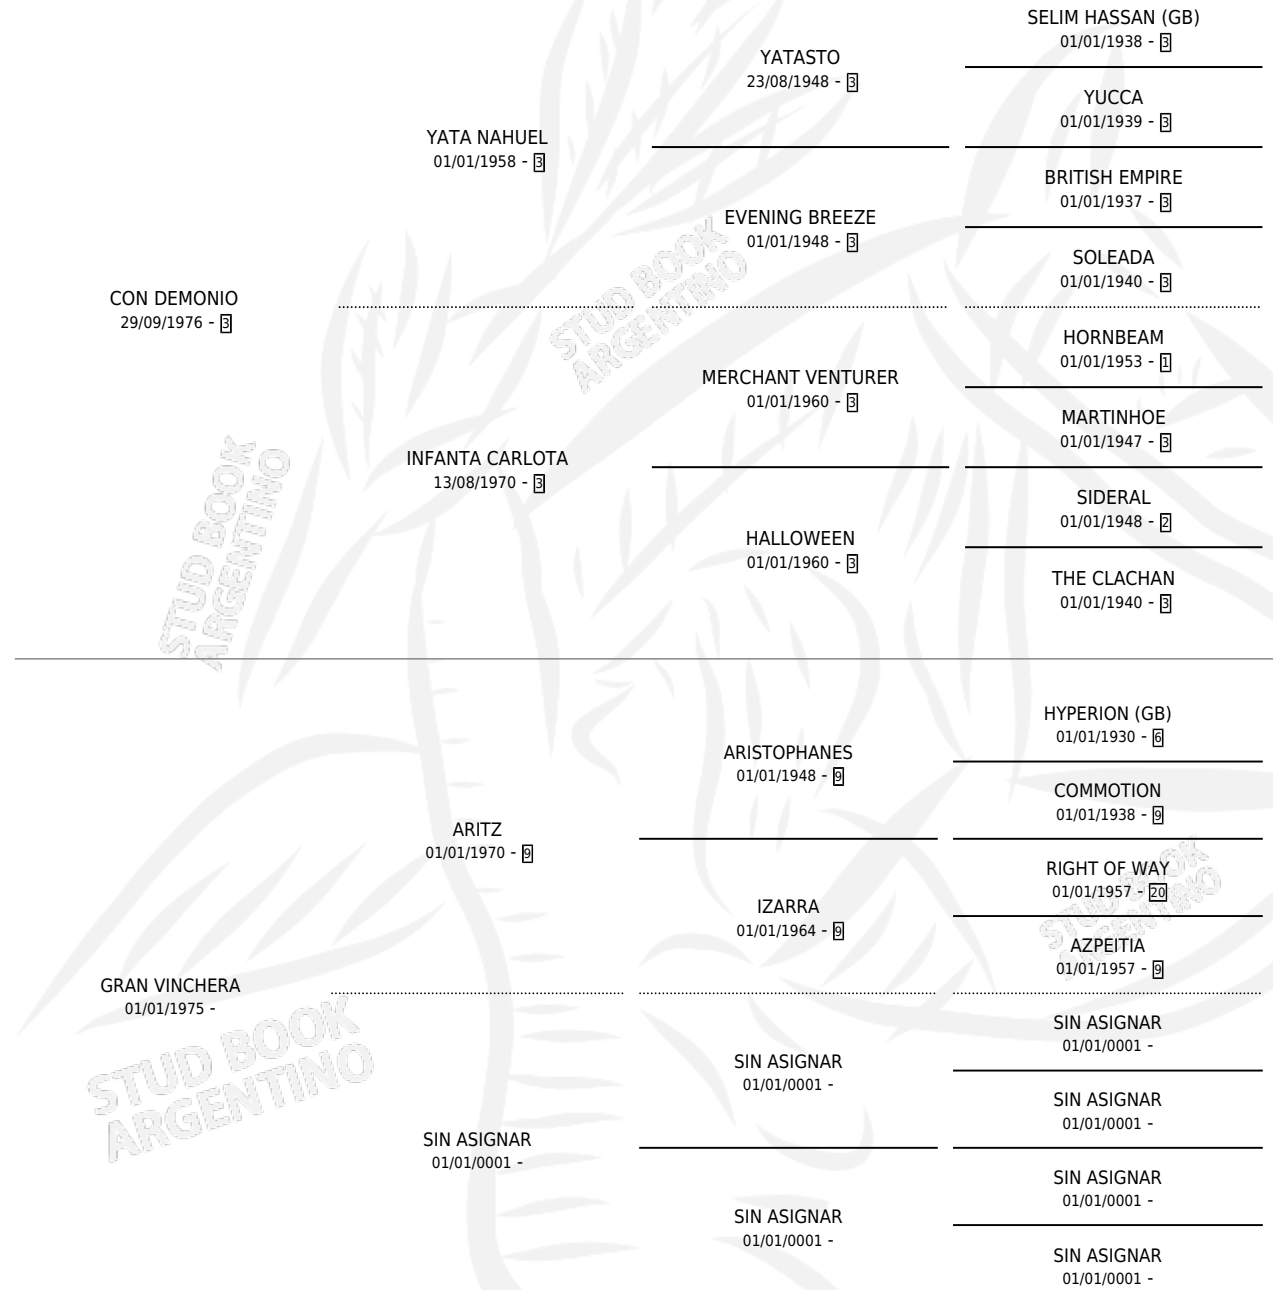 SELIM HASSAN (GB)
01/01/1938 - 3
YATASTO
23/08/1948 - 3
YUCCA
01/01/1939 - 3
YATA NAHUEL
01/01/1958 - 3
BRITISH EMPIRE
01/01/1937 - 3
EVENING BREEZE
01/01/1948 - 3
SOLEADA
01/01/1940 - 3
CON DEMONIO
29/09/1976 - 3
STUD BOOK
ARGENTINO
HORNBEAM
01/01/1953 - 1
MERCHANT VENTURER
01/01/1960 - 3
MARTINHOE
01/01/1947 - 3
INFANTA CARLOTA
13/08/1970 - 3
SIDERAL
01/01/1948 - 2
HALLOWEEN
01/01/1960 - 3
THE CLACHAN
01/01/1940 - 3
STUD BOOK
ARGENTINO
HYPERION (GB)
01/01/1930 - 6
ARISTOPHANES
01/01/1948 - 9
COMMOTION
01/01/1938 - 9
ARITZ
01/01/1970 - 9
RIGHT OF WAY
01/01/1957 - 20
IZARRA
01/01/1964 - 9
AZPEITIA
01/01/1957 - 9
STUD BOOK
ARGENTINO
GRAN VINCHERA
01/01/1975 -
SIN ASIGNAR
01/01/0001 -
SIN ASIGNAR
01/01/0001 -
SIN ASIGNAR
01/01/0001 -
STUD BOOK
ARGENTINO
SIN ASIGNAR
01/01/0001 -
SIN ASIGNAR
01/01/0001 -
SIN ASIGNAR
01/01/0001 -
SIN ASIGNAR
01/01/0001 -